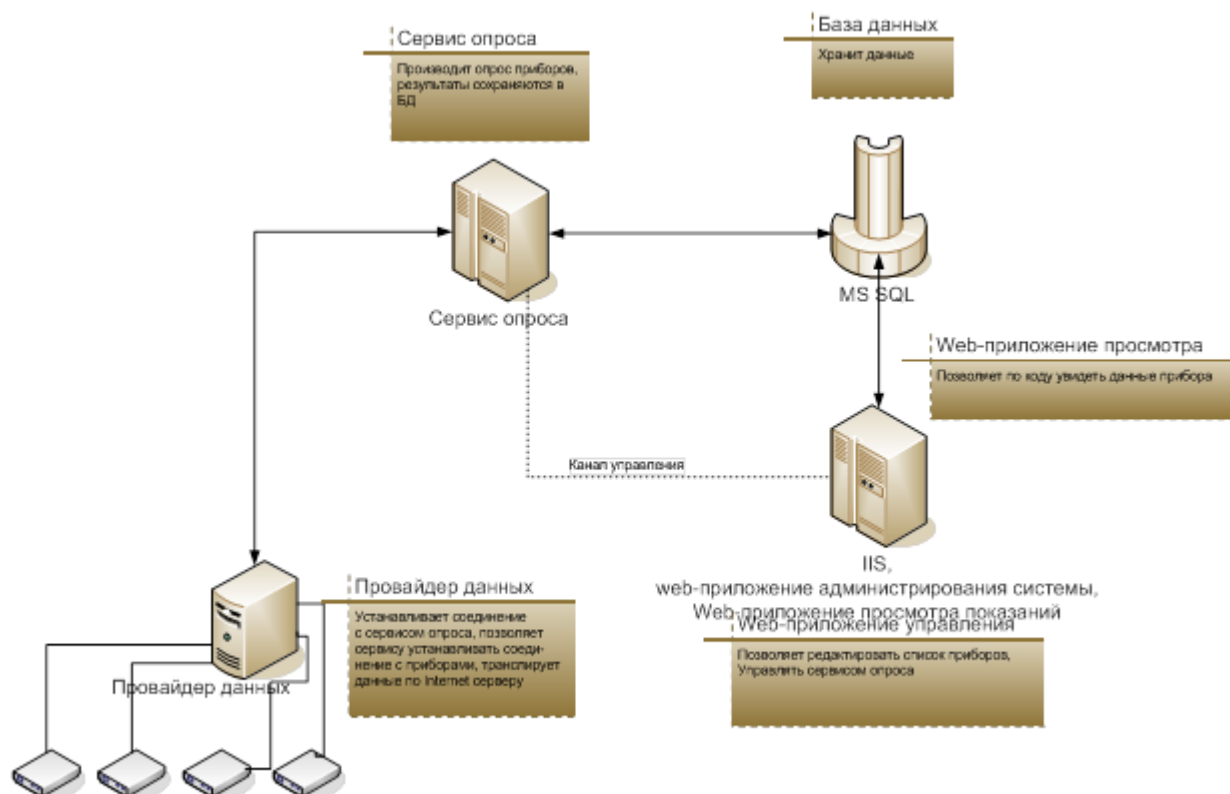 Сервис опроса
Производит опрос приборов,
результаты сохраняются в
БД
База данных
Хранит данные
Сервис опроса
MS SQL
Web-приложение просмотра
Позволяет по коду увидеть данные прибора
Канал управления
IIS,
web-приложение администрирования системы,
Web-приложение просмотра показаний
Web-приложение управления
Позволяет редактировать список приборов,
Управлять сервисом опроса
Провайдер данных
Устанавливает соединение
с сервисом опроса, позволяет
сервису устанавливать соеди-
нение с приборами, транслирует
данные по Internet серверу
Провайдер данных